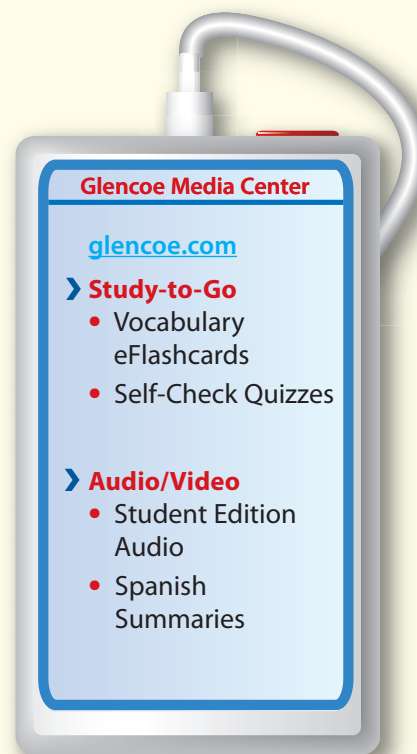 Glencoe Media Center
glencoe.com
❯ Study-to-Go
• Vocabulary
eFlashcards
• Self-Check Quizzes
❯ Audio/Video
• Student Edition
Audio
• Spanish
Summaries